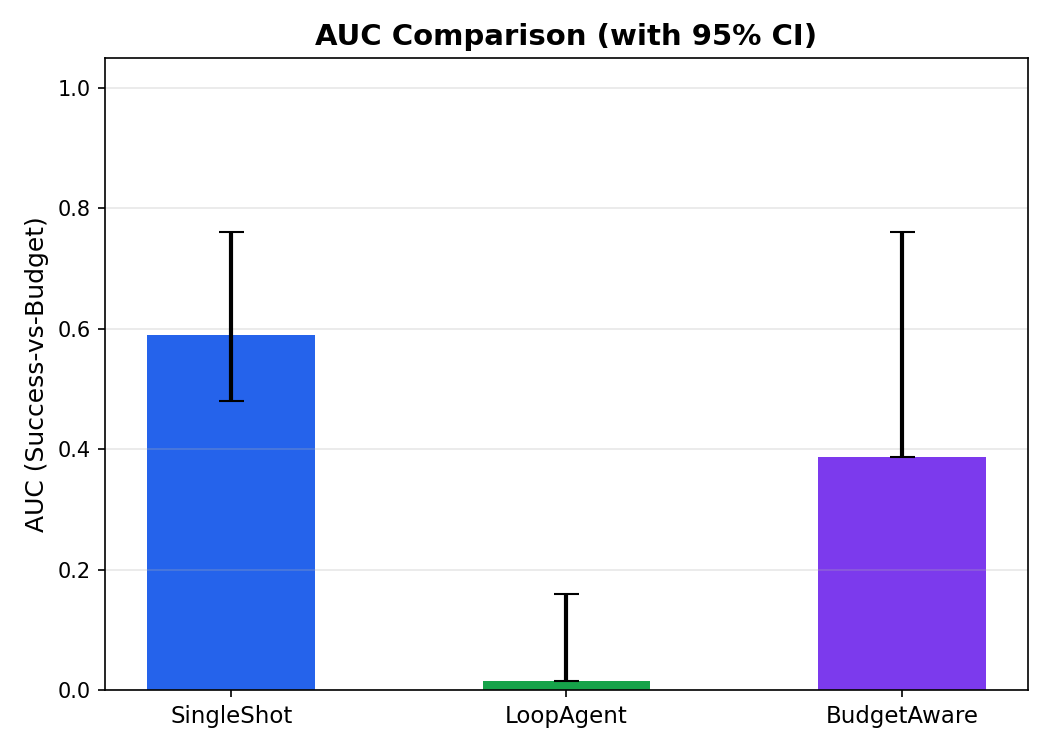 AUC Comparison (with 95% CI)
AUC (Success-vs-Budget)
1.0
0.8
0.6
0.4
0.2
0.0
SingleShot
LoopAgent
BudgetAware